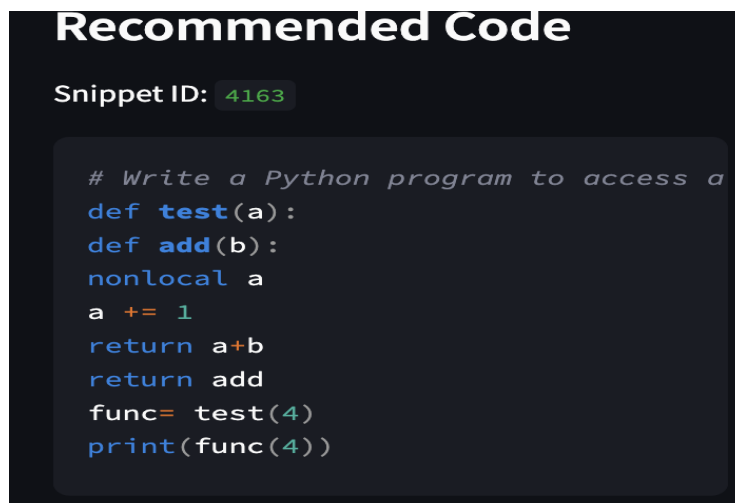 Recommended Code
Snippet ID: 4163
# Write a Python program to access a
def test(a):
def add(b):
nonlocal a
a += 1
return a+b
return add
func= test(4)
print(func(4))